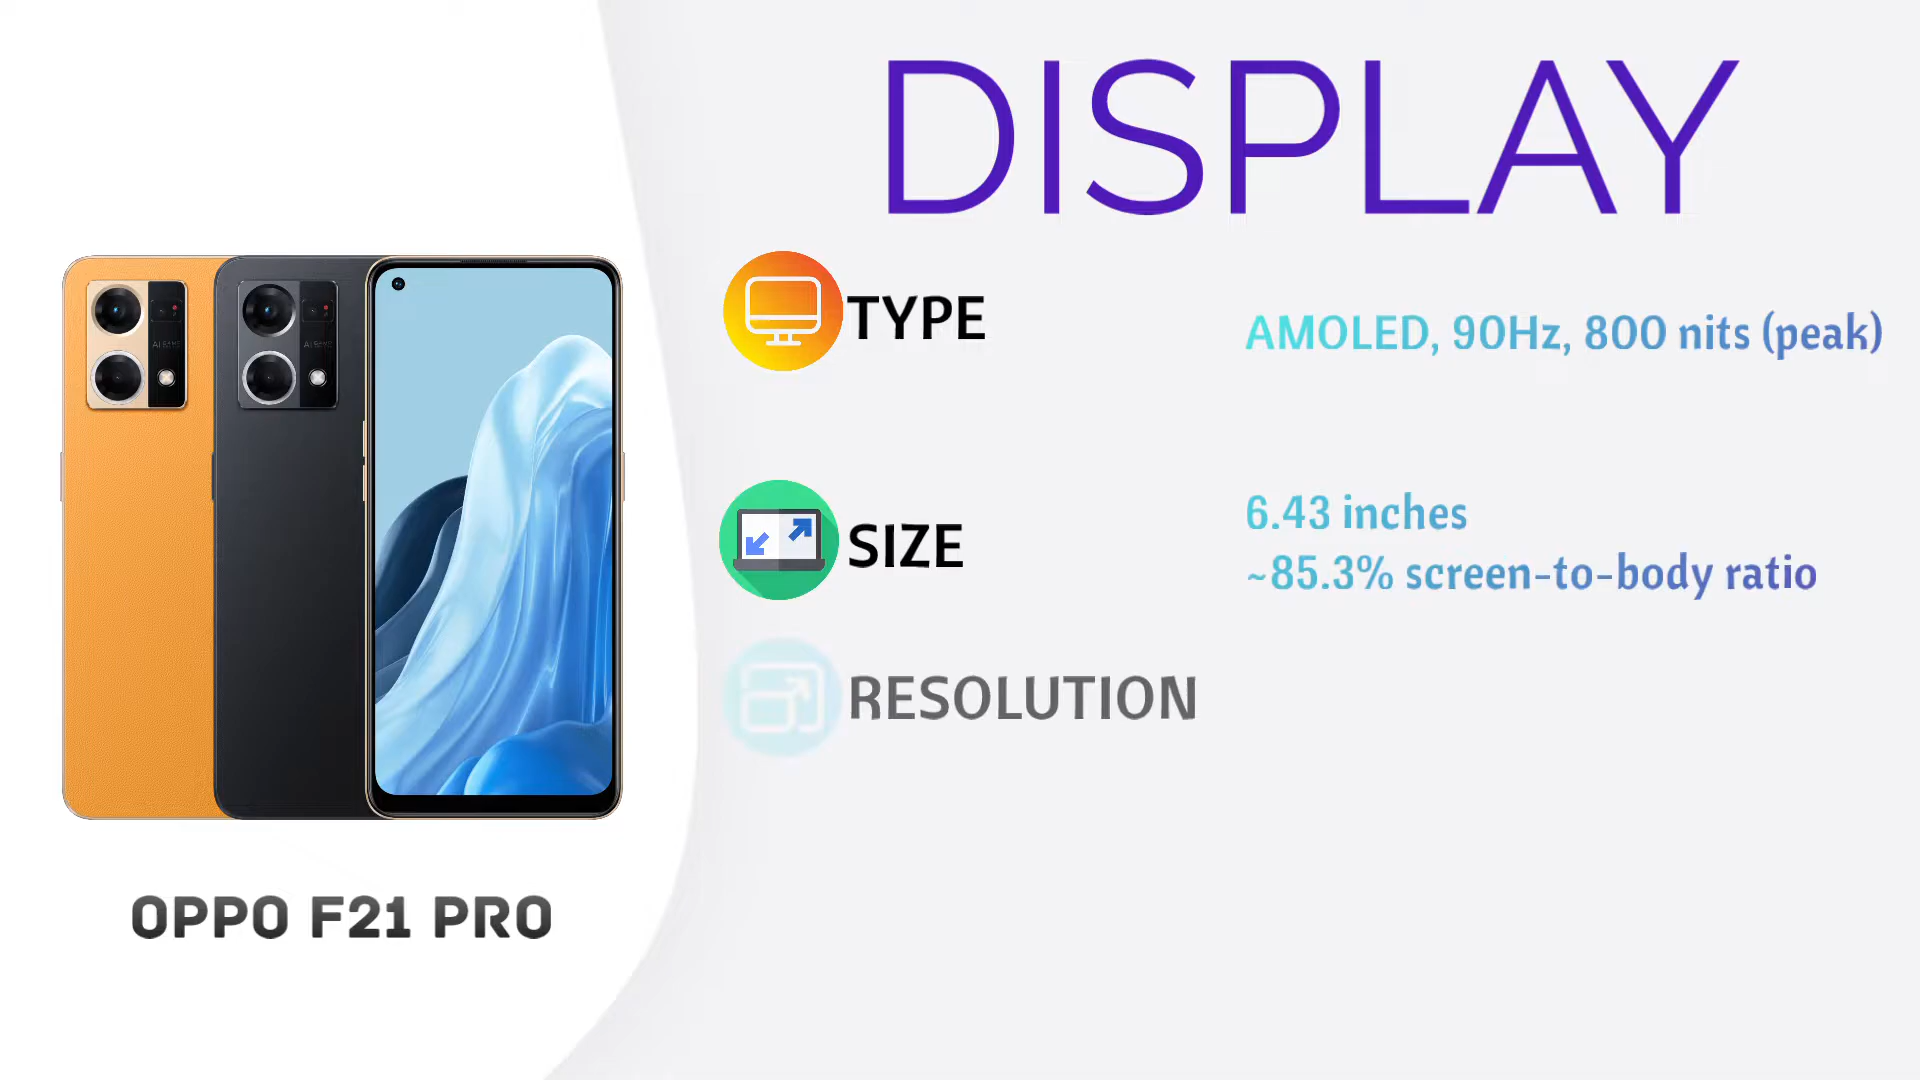 DISPLAY
TYPE
AMOLED, 90Hz, 800 nits (peak)
SIZE
6.43 inches
~85.3% screen-to-body ratio
RESOLUTION
OPPO F21 PRO